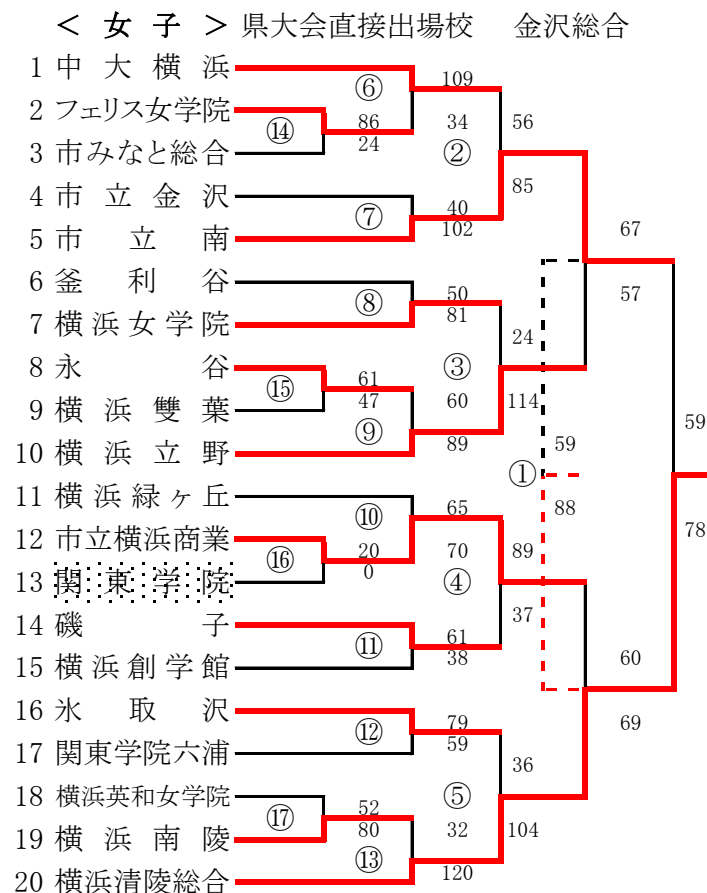 ＜ 女 子 ＞ 県大会直接出場校 金沢総合
1 中大横浜
2 フェリス女学院
3 市みなと総合
4 市立金沢
5 市立南
6 釜利谷
7 横浜女学院
8 永谷
9 横浜雙葉
10 横浜立野
11 横浜緑ヶ丘
12 市立横浜商業
13 関東学院
14 磯子
15 横浜創学館
16 氷取沢
17 関東学院六浦
18 横浜英和女学院
19 横浜南陵
20 横浜清陵総合
⑭
⑮
⑯
⑰
⑥
86
24
⑦
⑧
61
47
⑨
⑩
20
0
⑪
⑫
52
80
⑬
109
34
②
40
102
50
81
③
60
89
65
70
④
61
38
79
59
⑤
32
120
56
85
24
114
89
37
36
104
①
59
88
67
57
60
69
59
78